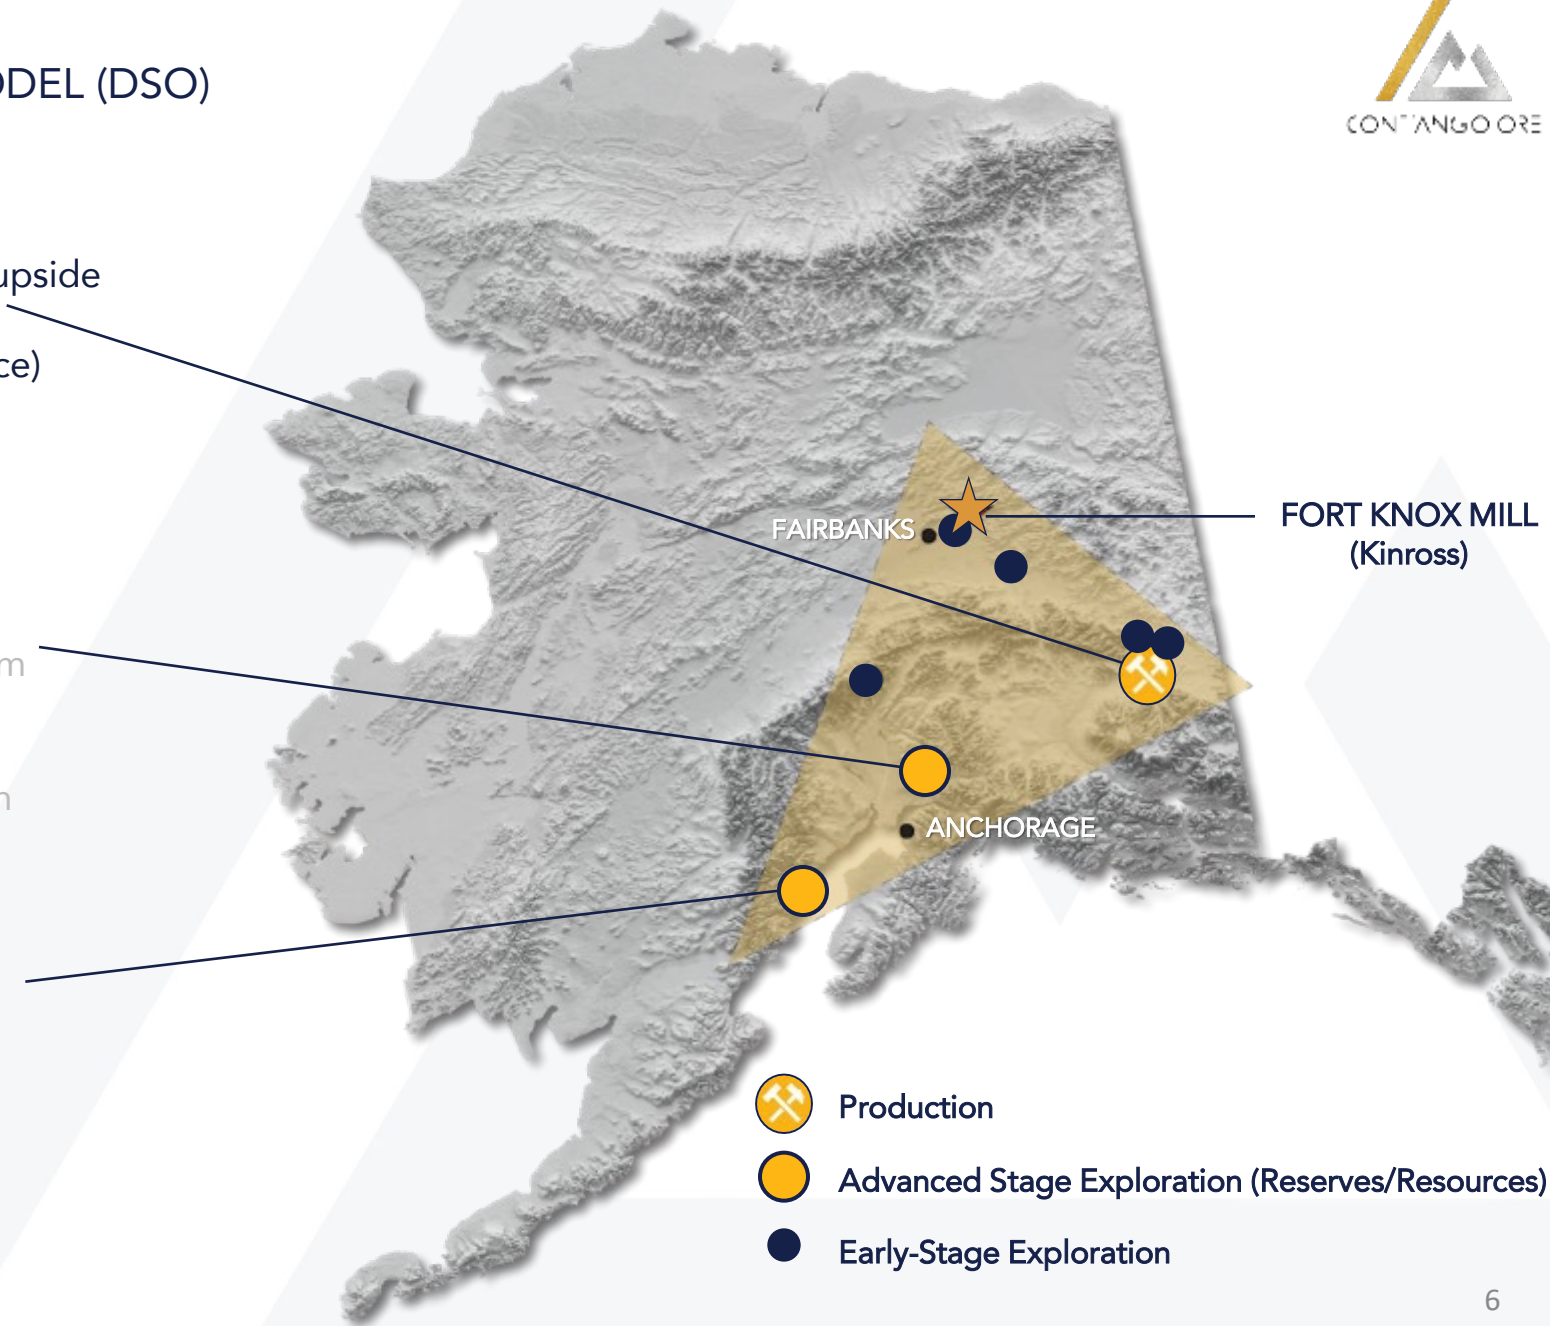 ODEL (DSO)
CONTANGO ORE
upside
ce)
FORT KNOX MILL
(Kinross)
FAIRBANKS
m
n
ANCHORAGE
Production
Advanced Stage Exploration (Reserves/Resources)
Early-Stage Exploration
6